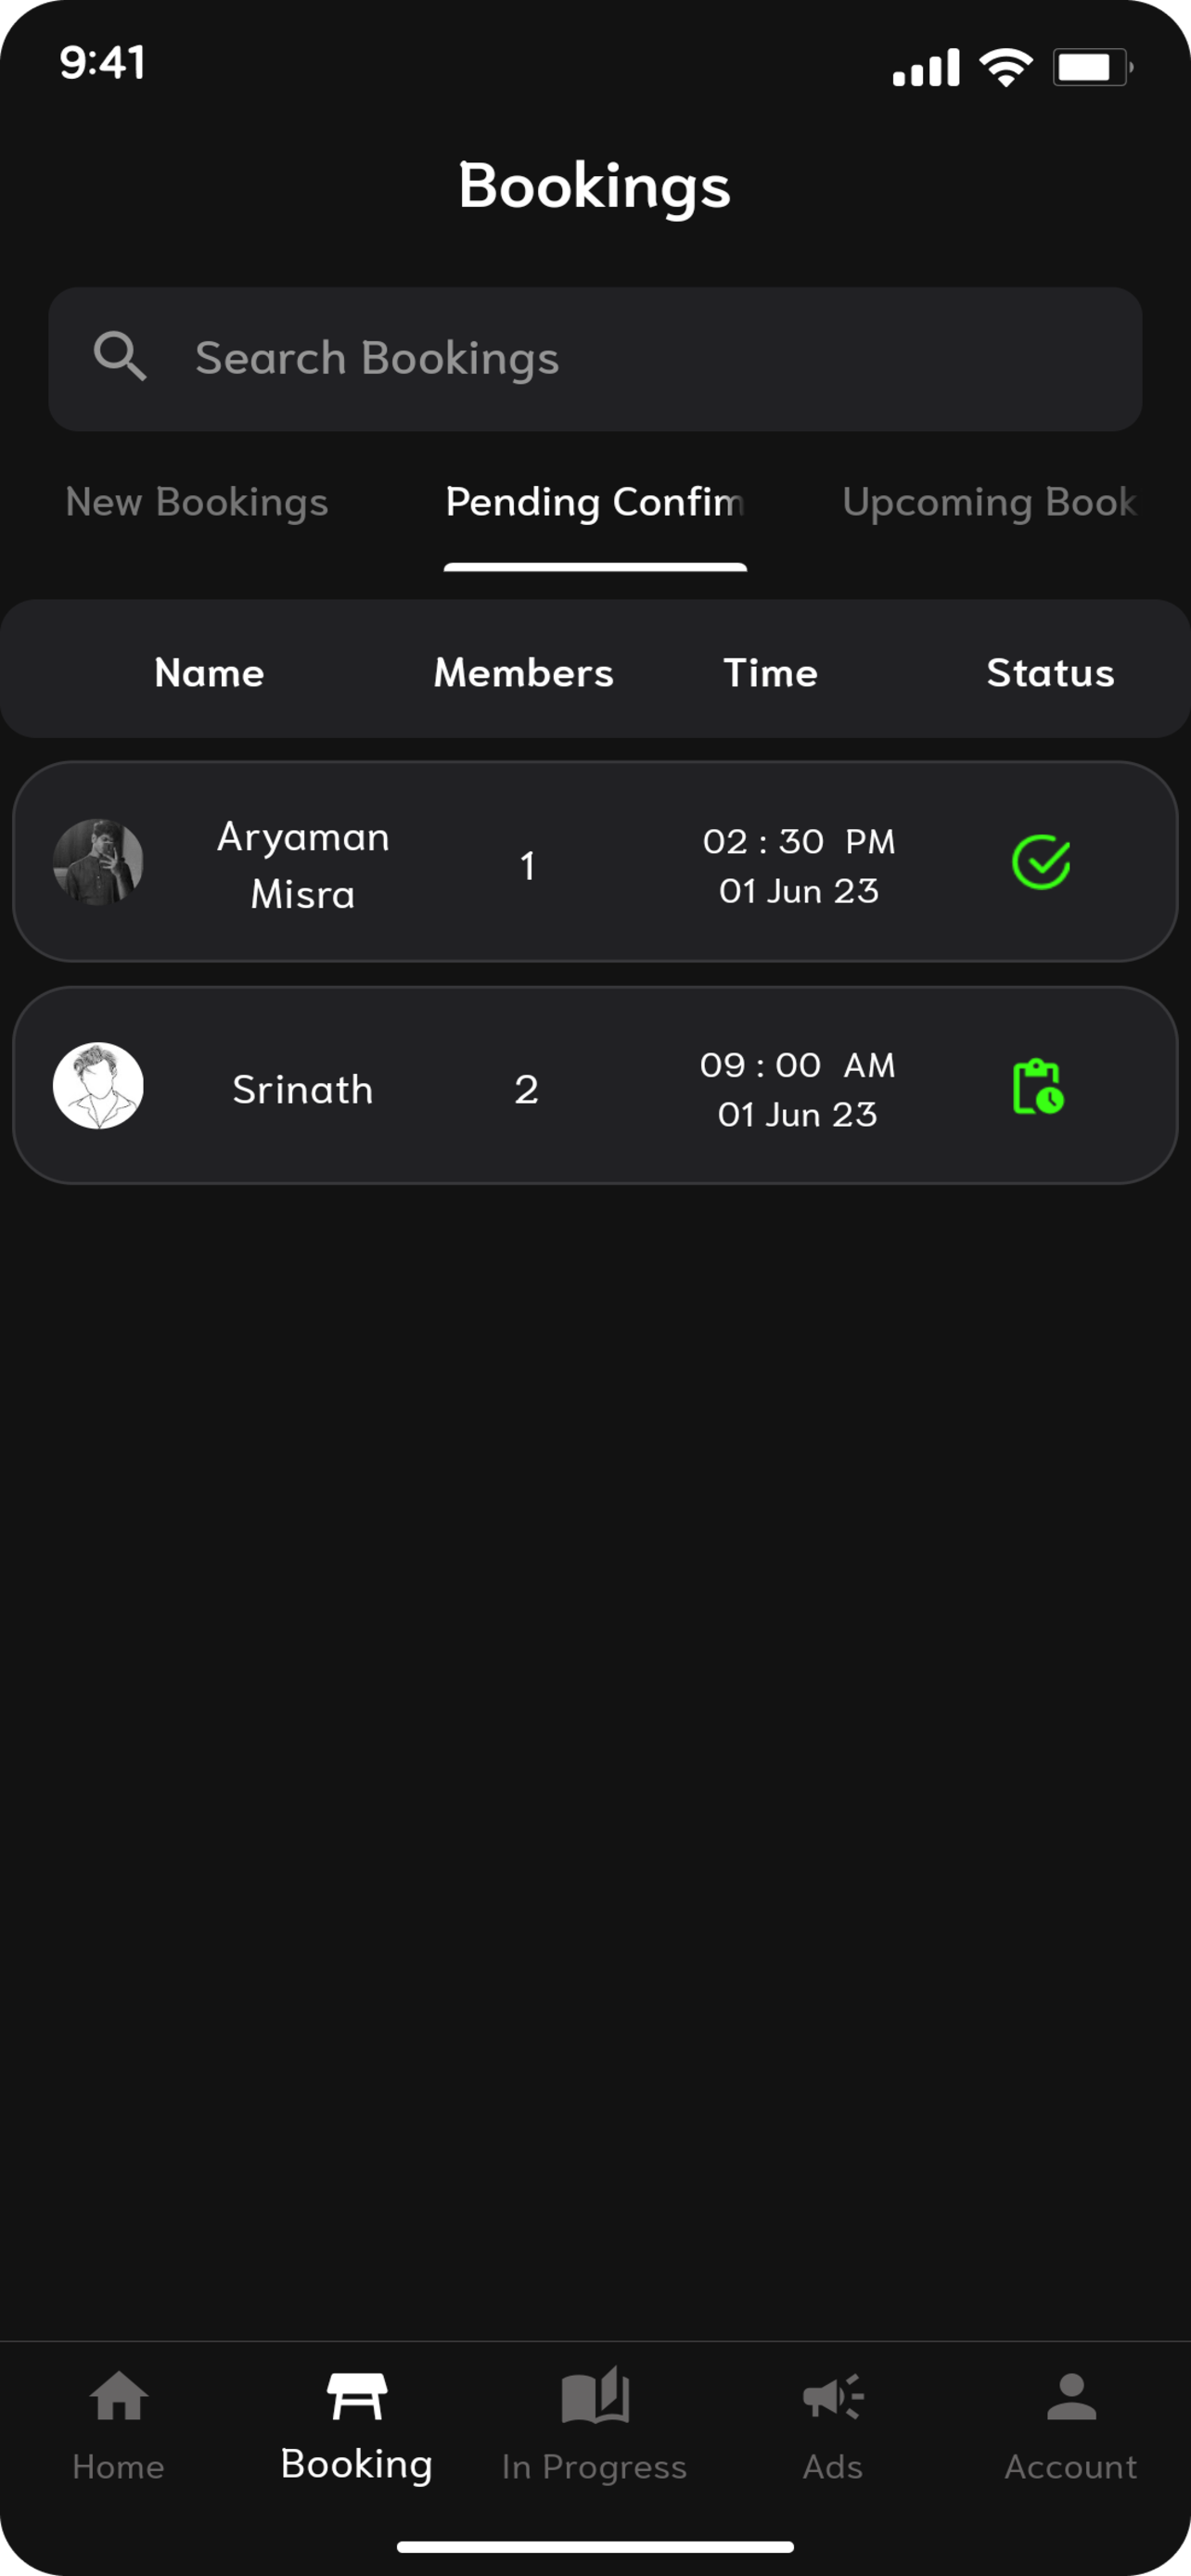 9:41
Bookings
Search Bookings
New Bookings Pending Confim Upcoming Book
Name Members Time Status
Aryaman
Misra
1
02 : 30 PM
01 Jun 23
Srinath
2
09 : 00 AM
01 Jun 23
Home Booking In Progress Ads Account